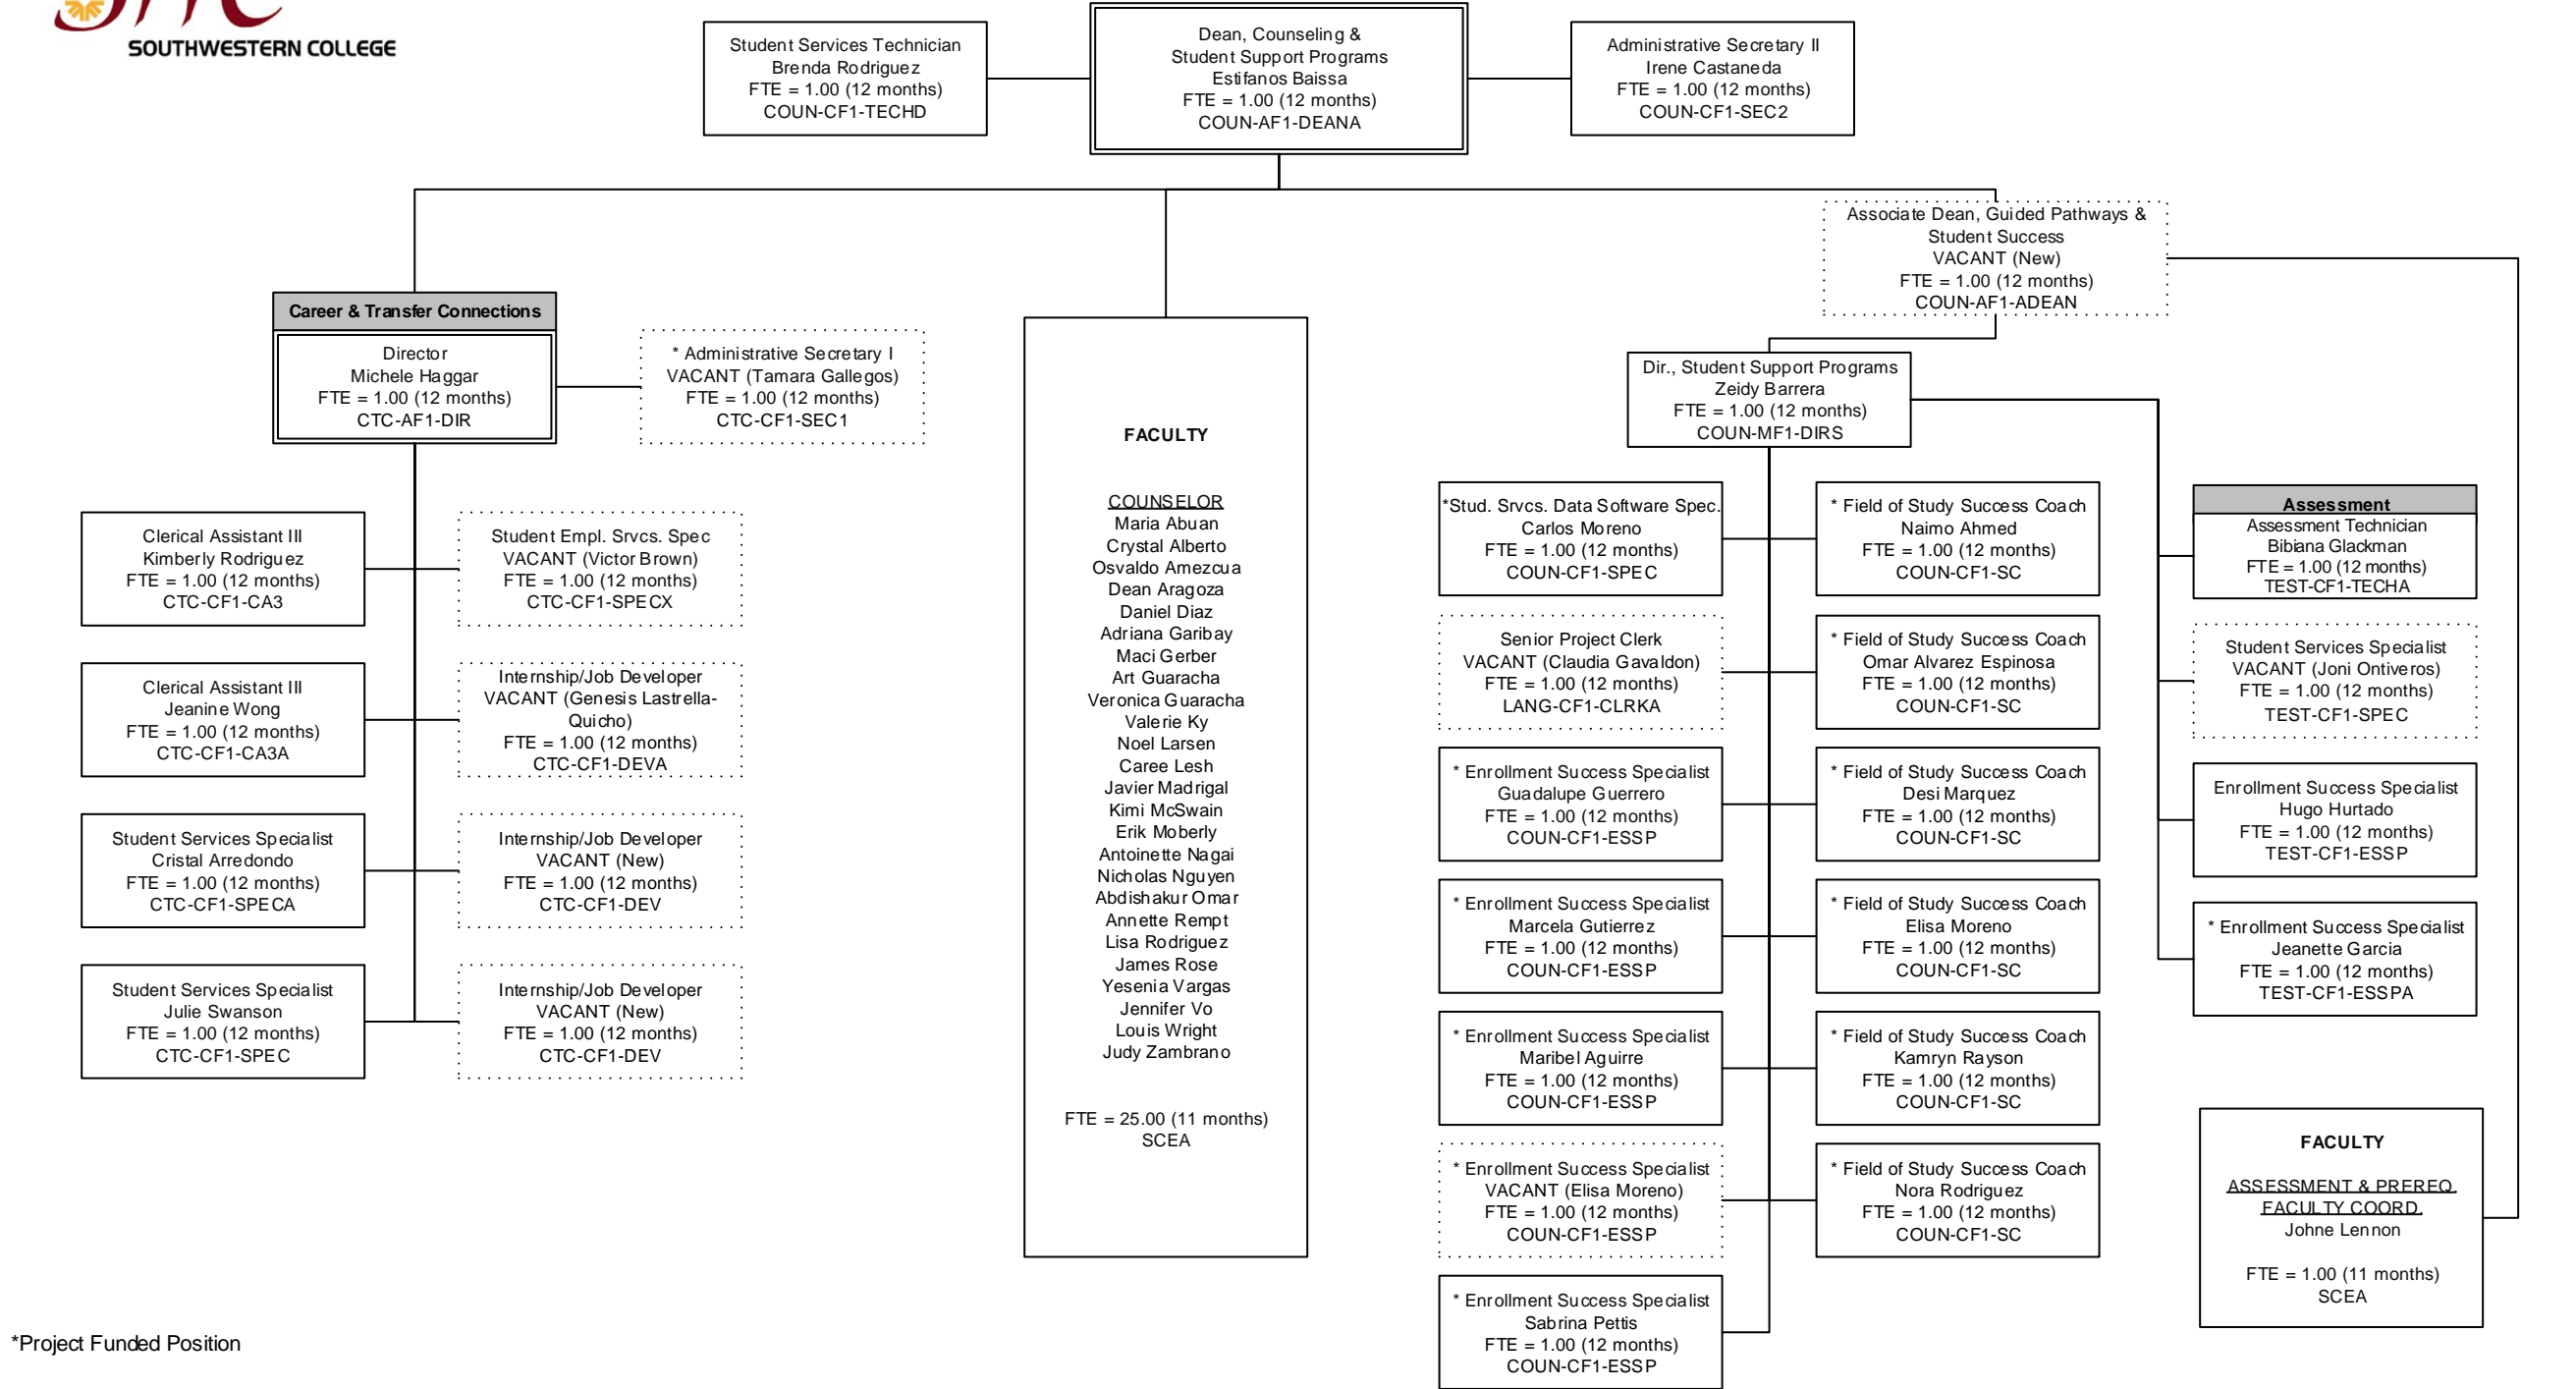 SOUTHWESTERN COLLEGE
Student Services Technician
Brenda Rodriguez
FTE = 1.00 (12 months)
COUN-CF1-TECHD
Dean, Counseling &
Student Support Programs
Estifanos Baissa
FTE = 1.00 (12 months)
COUN-AF1-DEANA
Administrative Secretary II
Irene Castaneda
FTE = 1.00 (12 months)
COUN-CF1-SEC2
Associate Dean, Guided Pathways &
Student Success
VACANT (New)
FTE = 1.00 (12 months)
COUN-AF1-ADEAN
Career & Transfer Connections
Director
Michele Haggar
FTE = 1.00 (12 months)
CTC-AF1-DIR
* Administrative Secretary I
VACANT (Tamara Gallegos)
FTE = 1.00 (12 months)
CTC-CF1-SEC1
Clerical Assistant III
Kimberly Rodriguez
FTE = 1.00 (12 months)
CTC-CF1-CA3
Student Empl. Srvcs. Spec
VACANT (Victor Brown)
FTE = 1.00 (12 months)
CTC-CF1-SPECX
Clerical Assistant III
Jeanine Wong
FTE = 1.00 (12 months)
CTC-CF1-CA3A
Internship/Job Developer
VACANT (Genesis Lastrella-
Quicho)
FTE = 1.00 (12 months)
CTC-CF1-DEVA
Student Services Specialist
Cristal Arredondo
FTE = 1.00 (12 months)
CTC-CF1-SPECA
Internship/Job Developer
VACANT (New)
FTE = 1.00 (12 months)
CTC-CF1-DEV
Student Services Specialist
Julie Swanson
FTE = 1.00 (12 months)
CTC-CF1-SPEC
Internship/Job Developer
VACANT (New)
FTE = 1.00 (12 months)
CTC-CF1-DEV
FACULTY
COUNSELOR
Maria Abuan
Crystal Alberto
Osvaldo Amezcua
Dean Aragoza
Daniel Diaz
Adriana Garibay
Maci Gerber
Art Guaracha
Veronica Guaracha
Valerie Ky
Noel Larsen
Caree Lesh
Javier Madrigal
Kimi McSwain
Erik Moberly
Antoinette Nagai
Nicholas Nguyen
Abdishakur Omar
Annette Rempt
Lisa Rodriguez
James Rose
Yesenia Vargas
Jennifer Vo
Louis Wright
Judy Zambrano
FTE = 25.00 (11 months)
SCEA
Dir., Student Support Programs
Zeidy Barrera
FTE = 1.00 (12 months)
COUN-MF1-DIRS
*Stud. Srvcs. Data Software Spec.
Carlos Moreno
FTE = 1.00 (12 months)
COUN-CF1-SPEC
* Field of Study Success Coach
Naimo Ahmed
FTE = 1.00 (12 months)
COUN-CF1-SC
Senior Project Clerk
VACANT (Claudia Gavaldon)
FTE = 1.00 (12 months)
LANG-CF1-CLRKA
* Field of Study Success Coach
Omar Alvarez Espinosa
FTE = 1.00 (12 months)
COUN-CF1-SC
* Enrollment Success Specialist
Guadalupe Guerrero
FTE = 1.00 (12 months)
COUN-CF1-ESSP
* Field of Study Success Coach
Desi Marquez
FTE = 1.00 (12 months)
COUN-CF1-SC
* Enrollment Success Specialist
Marcela Gutierrez
FTE = 1.00 (12 months)
COUN-CF1-ESSP
* Field of Study Success Coach
Elisa Moreno
FTE = 1.00 (12 months)
COUN-CF1-SC
* Enrollment Success Specialist
Maribel Aguirre
FTE = 1.00 (12 months)
COUN-CF1-ESSP
* Field of Study Success Coach
Kamryn Rayson
FTE = 1.00 (12 months)
COUN-CF1-SC
* Enrollment Success Specialist
VACANT (Elisa Moreno)
FTE = 1.00 (12 months)
COUN-CF1-ESSP
* Field of Study Success Coach
Nora Rodriguez
FTE = 1.00 (12 months)
COUN-CF1-SC
* Enrollment Success Specialist
Sabrina Pettis
FTE = 1.00 (12 months)
COUN-CF1-ESSP
Assessment
Assessment Technician
Bibiana Glackman
FTE = 1.00 (12 months)
TEST-CF1-TECHA
Student Services Specialist
VACANT (Joni Ontiveros)
FTE = 1.00 (12 months)
TEST-CF1-SPEC
Enrollment Success Specialist
Hugo Hurtado
FTE = 1.00 (12 months)
TEST-CF1-ESSP
* Enrollment Success Specialist
Jeanette Garcia
FTE = 1.00 (12 months)
TEST-CF1-ESSPA
FACULTY
ASSESSMENT & PREREQ.
FACULTY COORD.
Johne Lennon
FTE = 1.00 (11 months)
SCEA
*Project Funded Position